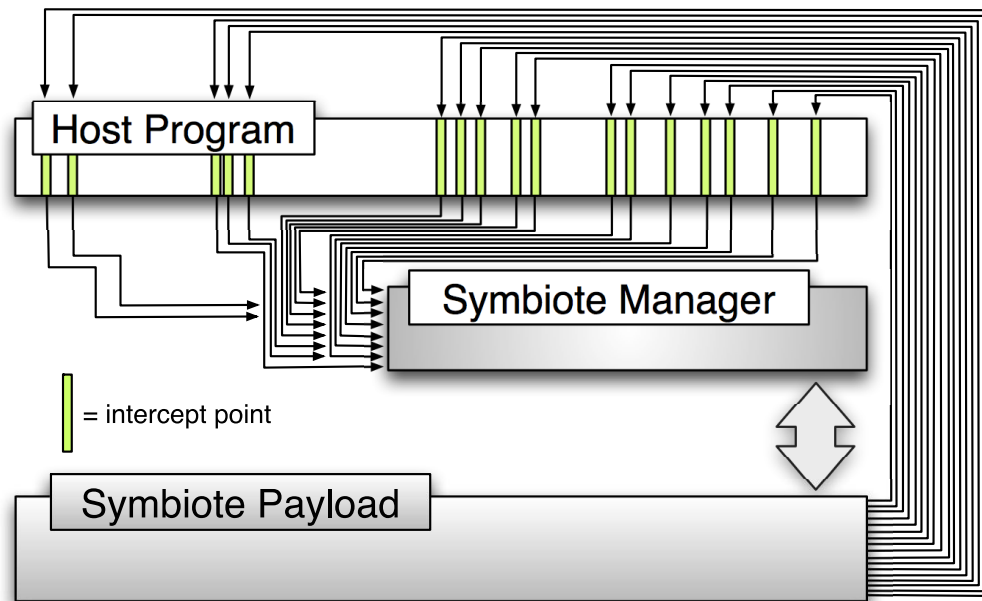 Host Program
Symbiote Manager
= intercept point
Symbiote Payload